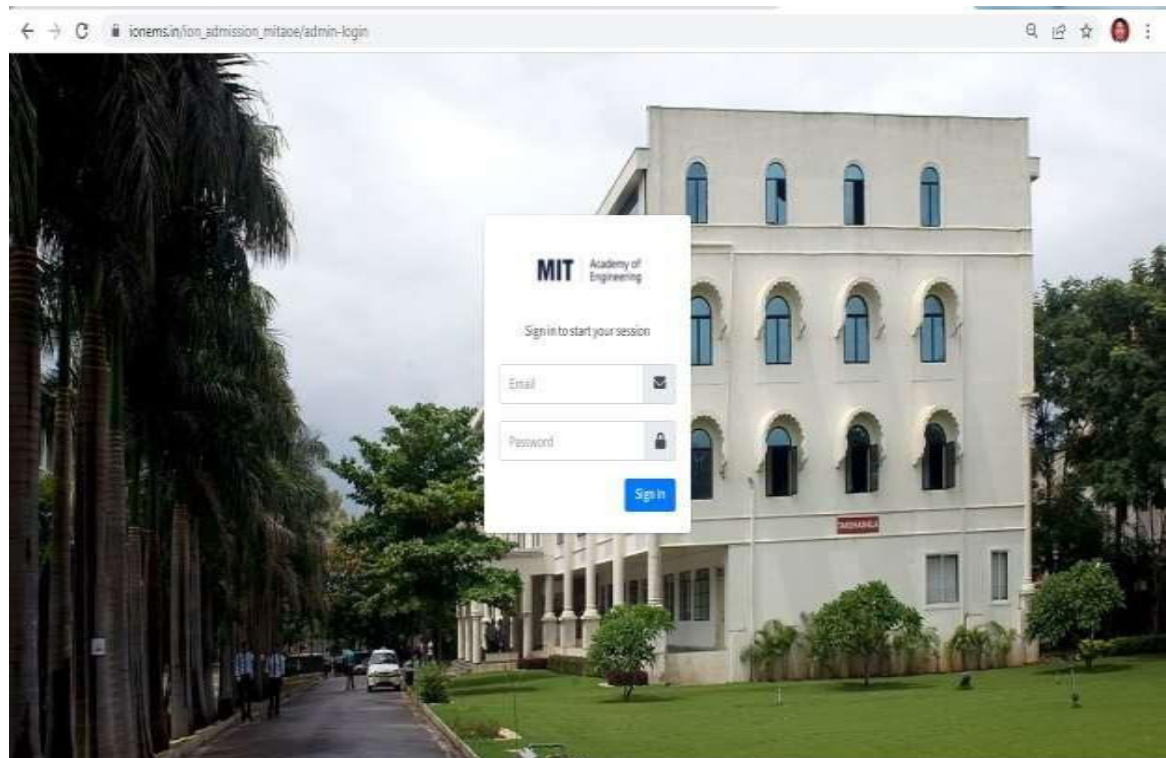 ionems.in/ion_admission_mitaoe/admin-login
MIT Academy of
Engineering
Sign in to start your session
Email
Password
Sign In
TAKSHASHILA